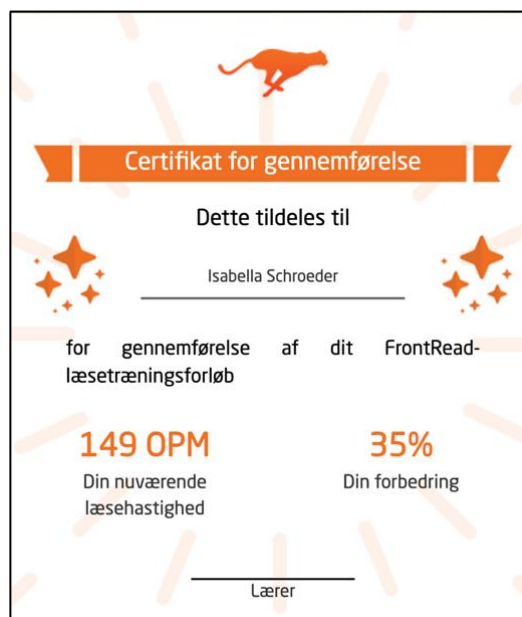 Certifikat for gennemførelse
Dette tildeles til
Isabella Schroeder
for gennemførelse af dit FrontRead-
læsetræningsforløb
149 OPM
Din nuværende
læsehastighed
35%
Din forbedring
Lærer